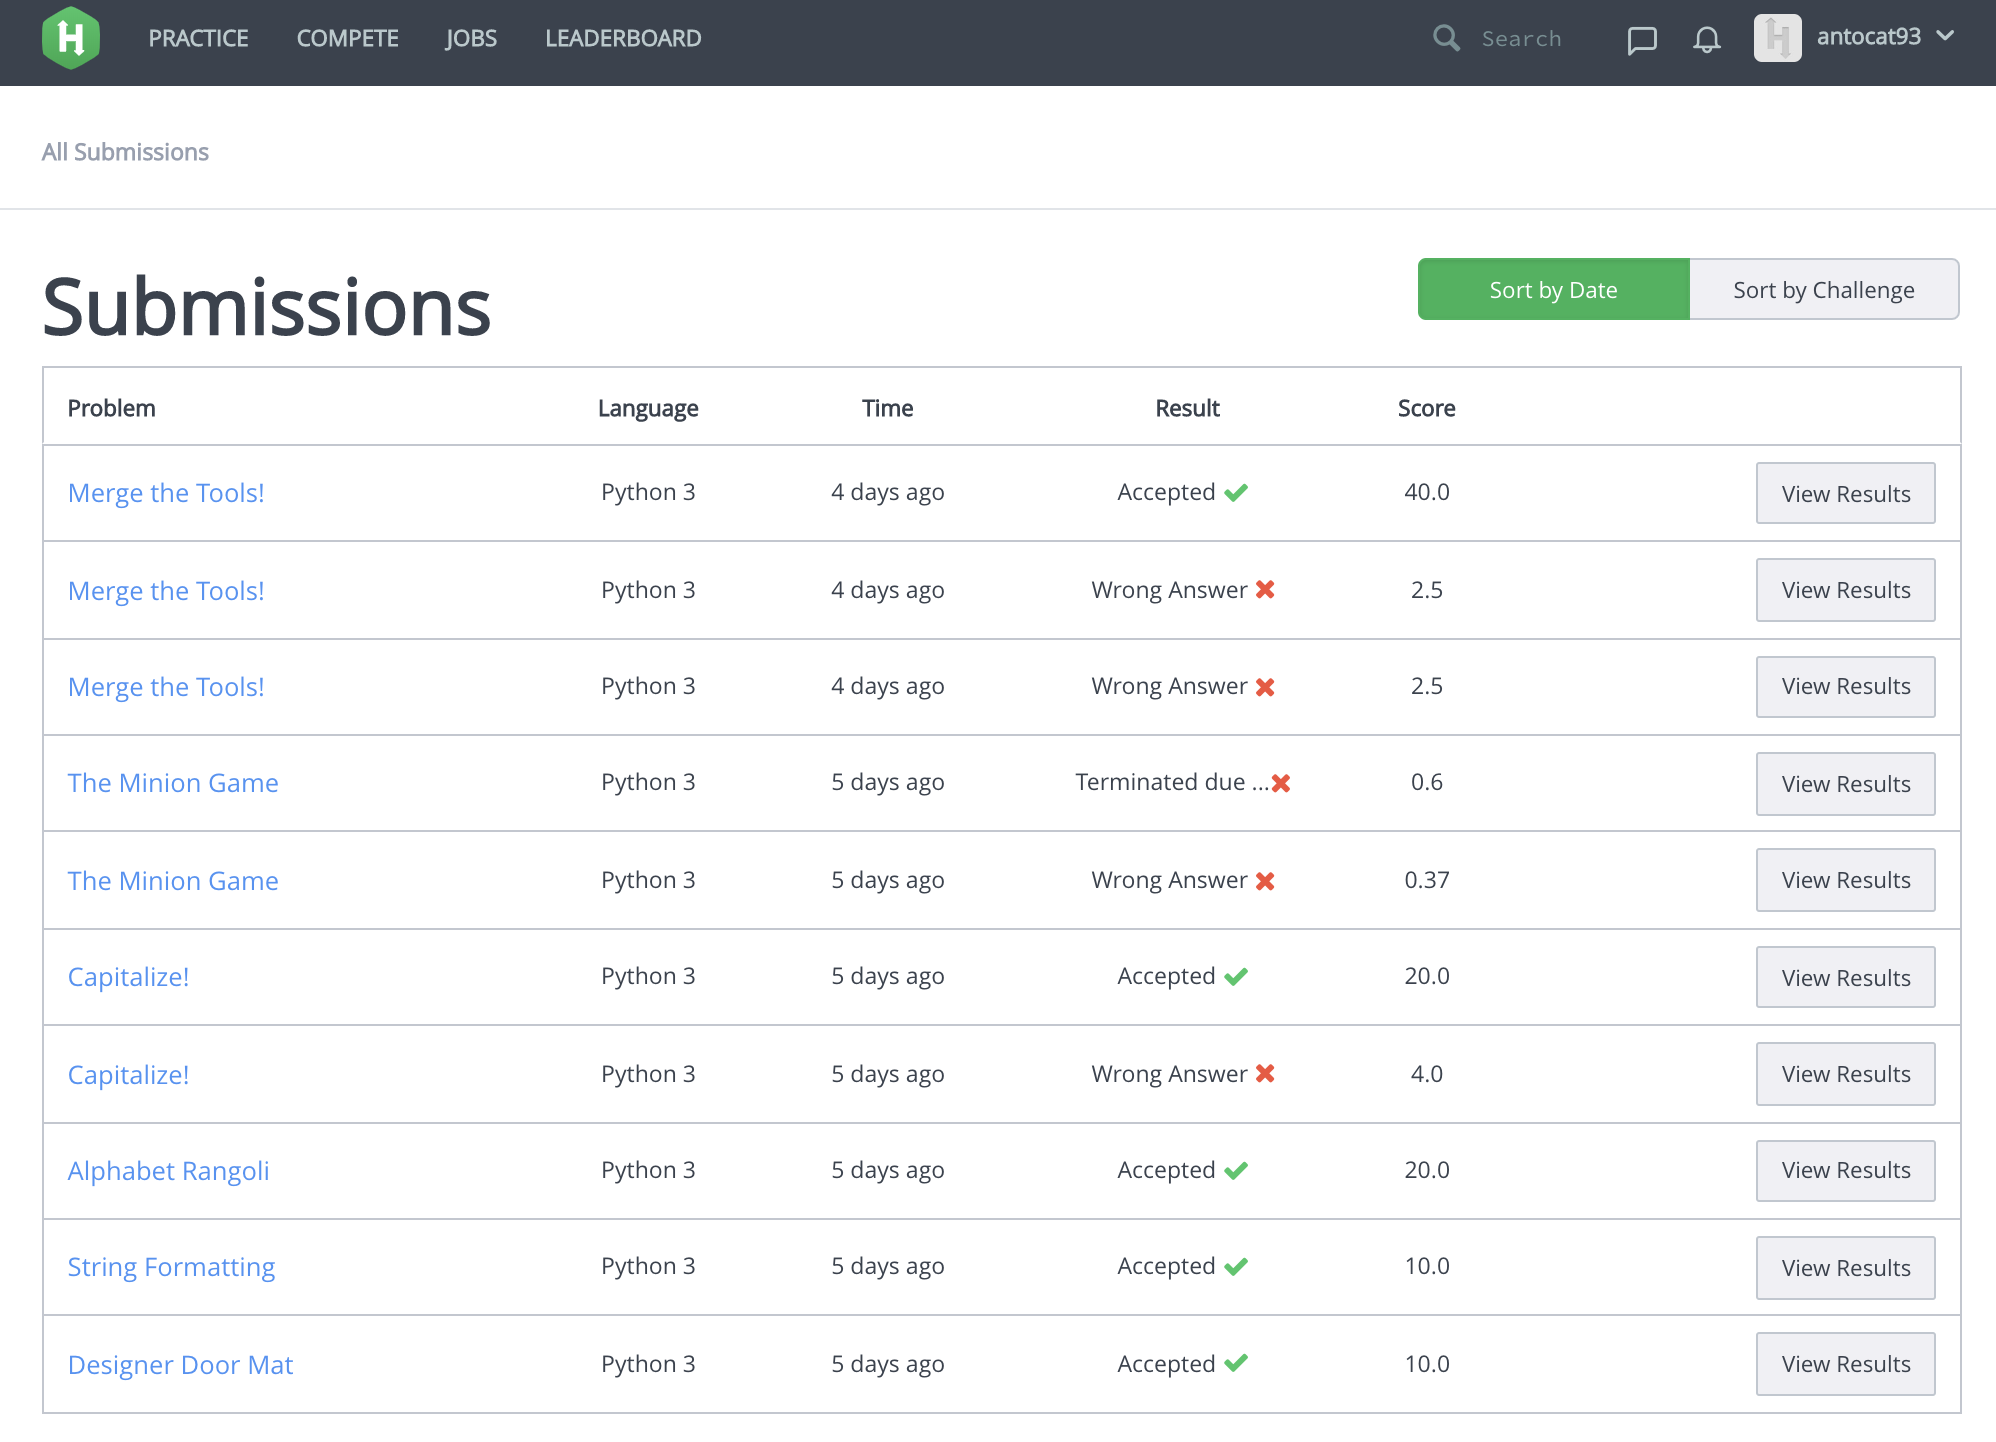 H PRACTICE COMPETE JOBS LEADERBOARD Search H antocat93
All Submissions
Submissions
Sort by Date Sort by Challenge
Problem Language Time Result Score
Merge the Tools! Python 3 4 days ago Accepted 40.0 View Results
Merge the Tools! Python 3 4 days ago Wrong Answer 2.5 View Results
Merge the Tools! Python 3 4 days ago Wrong Answer 2.5 View Results
The Minion Game Python 3 5 days ago Terminated due ... 0.6 View Results
The Minion Game Python 3 5 days ago Wrong Answer 0.37 View Results
Capitalize! Python 3 5 days ago Accepted 20.0 View Results
Capitalize! Python 3 5 days ago Wrong Answer 4.0 View Results
Alphabet Rangoli Python 3 5 days ago Accepted 20.0 View Results
String Formatting Python 3 5 days ago Accepted 10.0 View Results
Designer Door Mat Python 3 5 days ago Accepted 10.0 View Results